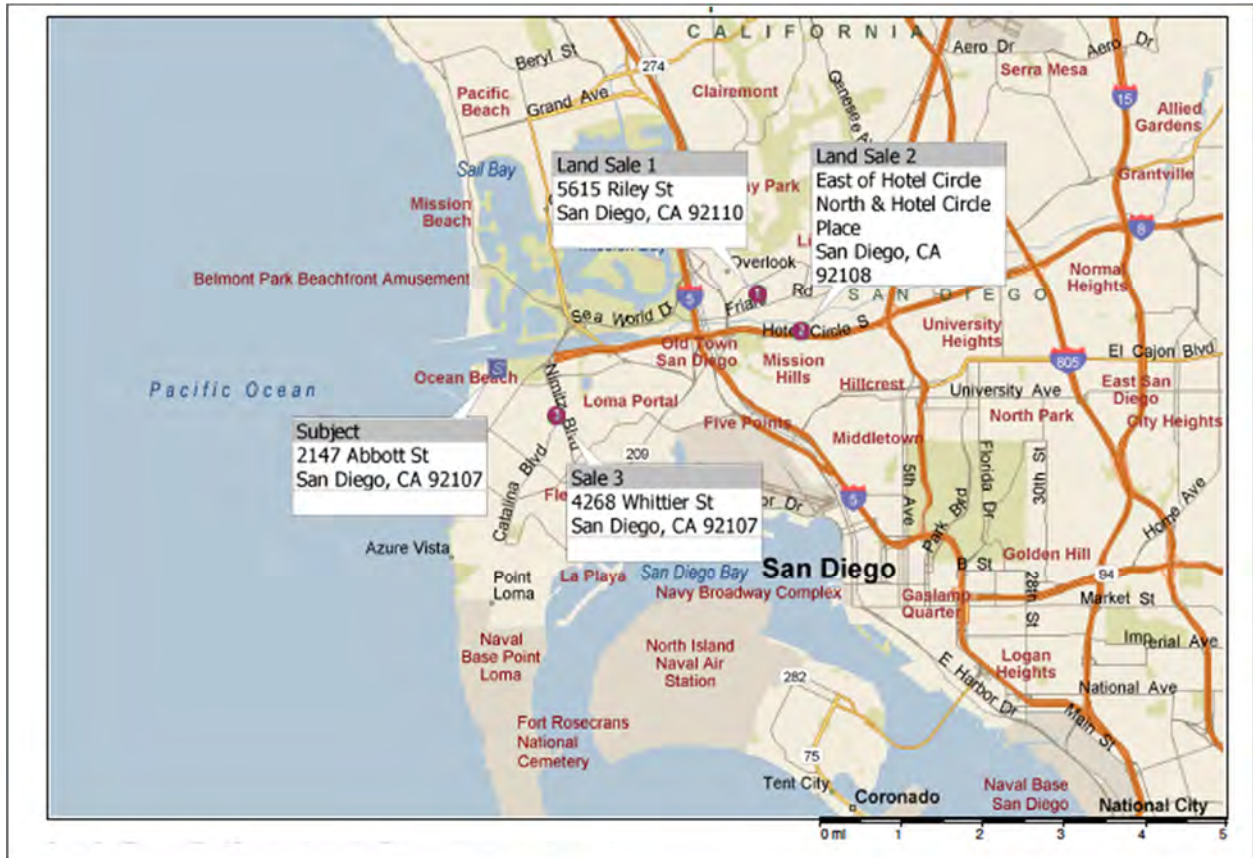 CALIFORNIA
Aero Dr
Aero Dr
Beryl St
274
Serra Mesa
Pacific
Beach
Grand Ave
Clairemont
15
Allied
Gardens
Land Sale 1
5615 Riley St
San Diego, CA 92110
Land Sale 2
East of Hotel Circle
North & Hotel Circle
Place
San Diego, CA
92108
Sail Bay
Grantville
Mission
Beach
8
Overlook
Belmont Park Beachfront Amusement
Normal
Heights
1
SAN DIEGO
5
Sea World Dr
Hotel Circle S
2
University
Heights
Old Town
San Diego
Mission
Hills
El Cajon Blvd
805
S
Ocean Beach
Pacific Ocean
Nimitz Blvd
Loma Portal
Hillcrest
University Ave
East San
Diego
North Park
City Heights
3
Five Points
Middletown
Subject
2147 Abbott St
San Diego, CA 92107
Catalina Blvd
209
5th Ave
Florida Dr
30th St
Sale 3
4268 Whittier St
San Diego, CA 92107
5
Park Blvd
Home Ave
Azure Vista
Golden Hill
B St
La Playa
San Diego Bay
San Diego
94
Point
Loma
Navy Broadway Complex
Gaslamp
Quarter
28th St
Market St
Imperial Ave
Naval
Base Point
Loma
North Island
Naval Air
Station
Logan
Heights
282
E Harbor Dr
National Ave
Main St
Fort Rosecrans
National
Cemetery
75
Tent City
Coronado
Naval Base
San Diego
National City
0 mi 1 2 3 4 5